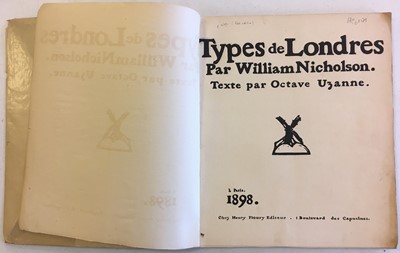 Types de Londres
Par William Nicholson.
Texte par Octave Uzanne.
à Paris.
1898.
Chez Henry Floury Editeur - 1 Boulevard des Capucines.